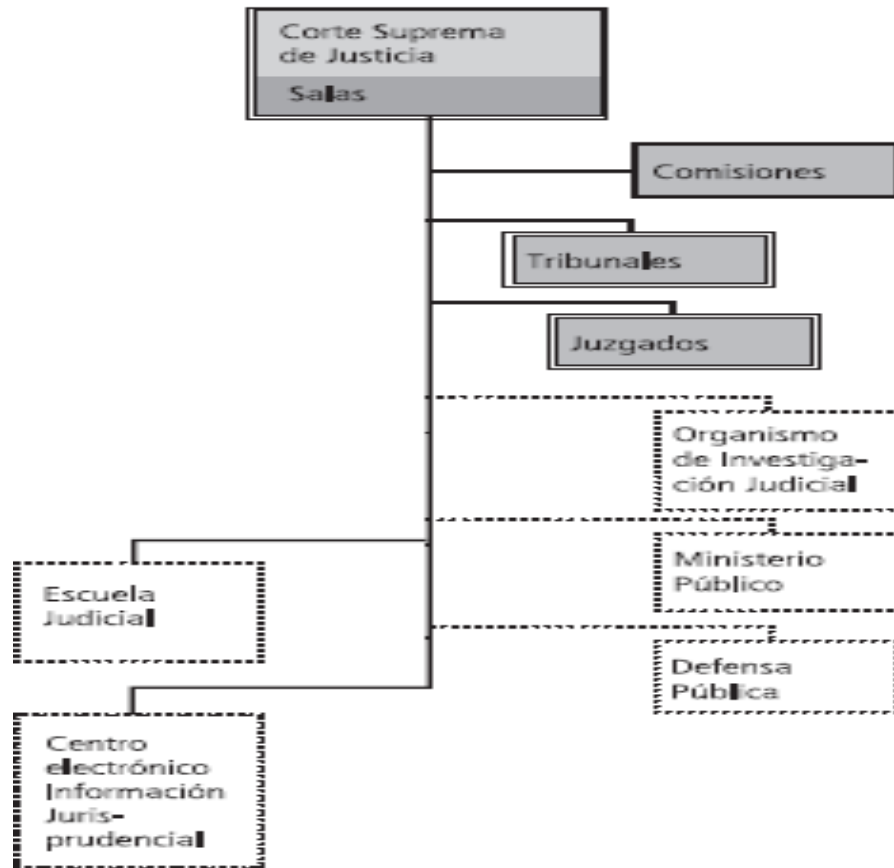 Corte Suprema
de Justicia
Salas
Comisiones
Tribunales
Juzgados
Organismo
de Investiga-
ción Judicial
Ministerio
Público
Escuela
Judicial
Defensa
Pública
Centro
electrónico
Información
Juris-
prudencial